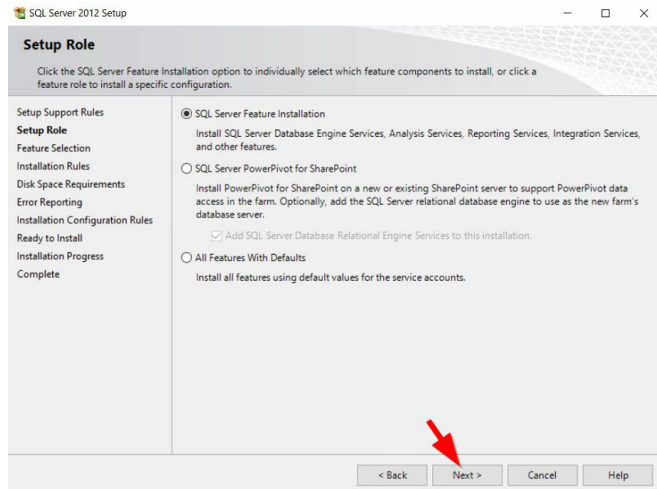 SQL Server 2012 Setup
Setup Role
Click the SQL Server Feature Installation option to individually select which feature components to install, or click a
feature role to install a specific configuration.
Setup Support Rules
Setup Role
Feature Selection
Installation Rules
Disk Space Requirements
Error Reporting
Installation Configuration Rules
Ready to Install
Installation Progress
Complete
SQL Server Feature Installation
Install SQL Server Database Engine Services, Analysis Services, Reporting Services, Integration Services,
and other features.
SQL Server PowerPivot for SharePoint
Install PowerPivot for SharePoint on a new or existing SharePoint server to support PowerPivot data
access in the farm. Optionally, add the SQL Server relational database engine to use as the new farm's
database server.
Add SQL Server Database Relational Engine Services to this installation.
All Features With Defaults
Install all features using default values for the service accounts.
< Back
Next >
Cancel
Help